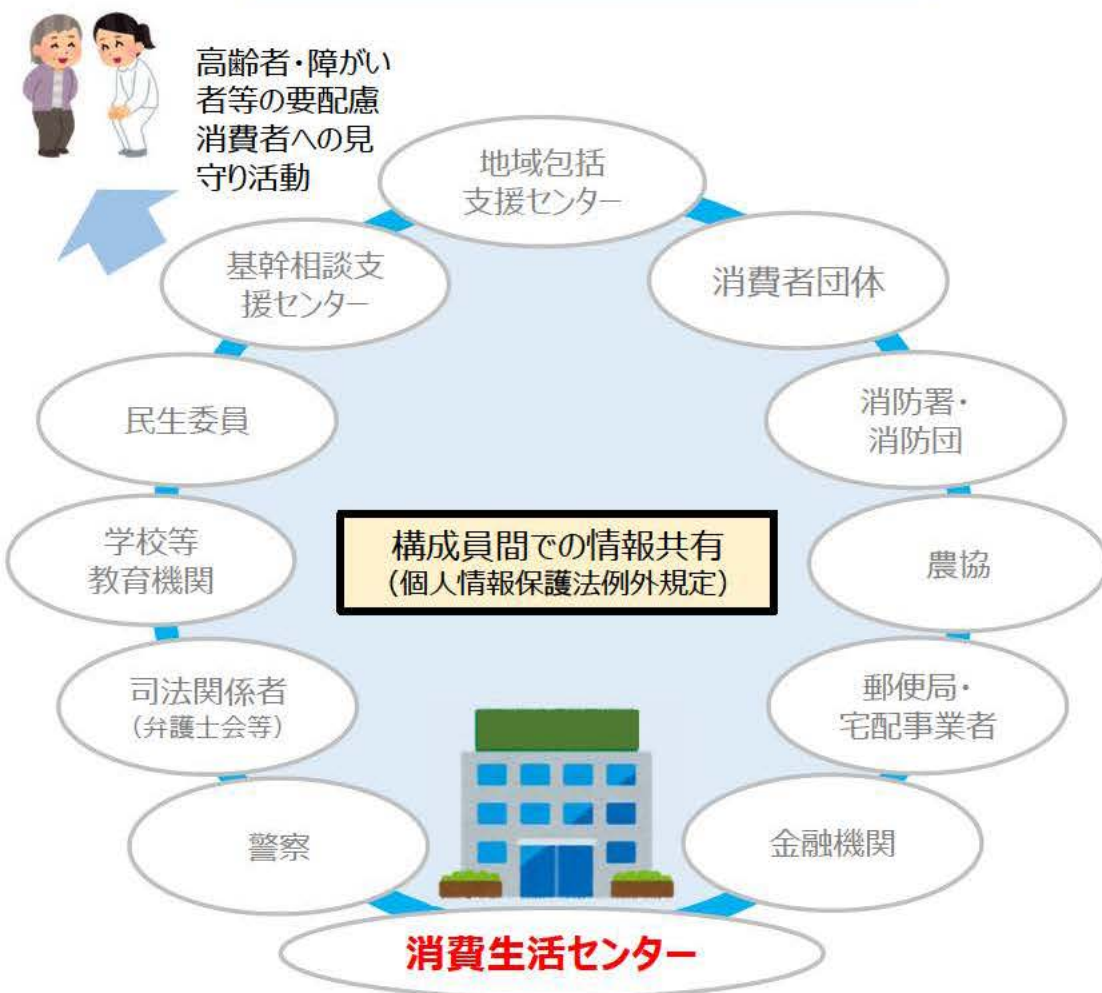 高齢者・障がい
者等の要配慮
消費者への見
守り活動
地域包括
支援センター
基幹相談支
援センター
消費者団体
民生委員
消防署・
消防団
学校等
教育機関
構成員間での情報共有
（個人情報保護法例外規定）
農協
司法関係者
（弁護士会等）
郵便局・
宅配事業者
警察
金融機関
消費生活センター